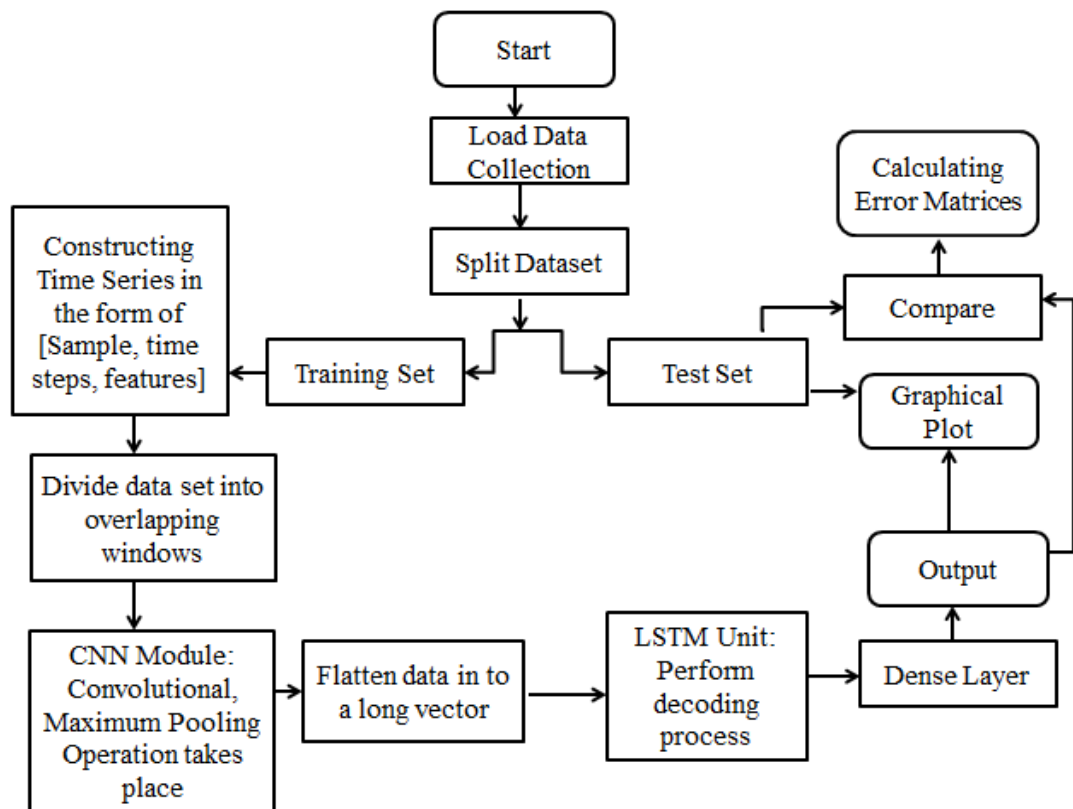 Start
Load Data
Collection
Split Dataset
Training Set
Test Set
Constructing
Time Series in
the form of
[Sample, time
steps, features]
Divide data set into
overlapping
windows
CNN Module:
Convolutional,
Maximum Pooling
Operation takes
place
Flatten data in to
a long vector
LSTM Unit:
Perform
decoding
process
Dense Layer
Output
Graphical
Plot
Compare
Calculating
Error Matrices